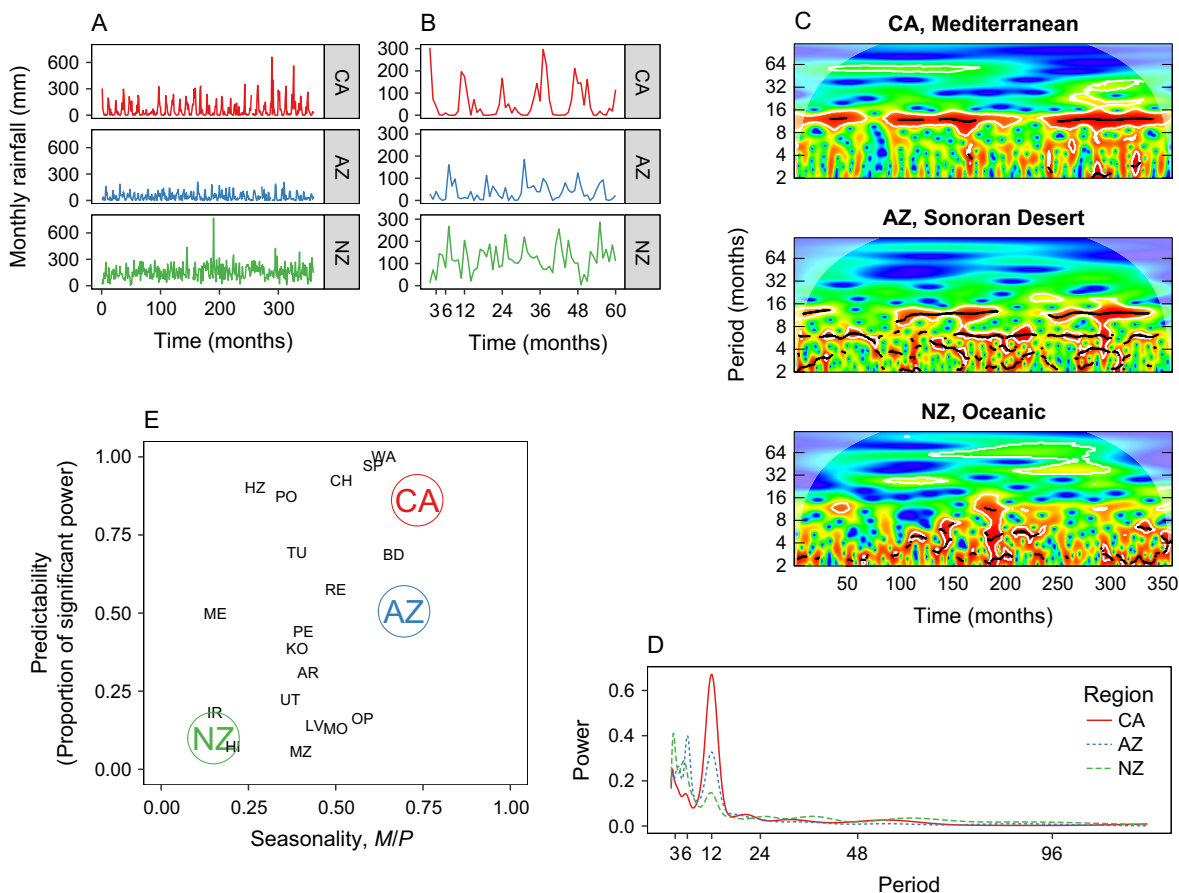 A
Monthly rainfall (mm)
600
300
0
CA
600
300
0
AZ
600
300
0
NZ
0 100 200 300
Time (months)
B
300
200
100
0
CA
300
200
100
0
AZ
300
200
100
0
NZ
3 6 12 24 36 48 60
Time (months)
C
Period (months)
CA, Mediterranean
64
32
16
8
4
2
AZ, Sonoran Desert
64
32
16
8
4
2
NZ, Oceanic
64
32
16
8
4
2
50 100 150 200 250 300 350
Time (months)
E
Predictability
(Proportion of significant power)
1.00
0.75
0.50
0.25
0.00
WA
SP
CH
HZ
PO
CA
TU
BD
RE
ME
AZ
PE
KO
AR
UT
IR
OP
LV MO
NZ
Hi
MZ
0.00 0.25 0.50 0.75 1.00
Seasonality, M/P
D
Power
0.6
0.4
0.2
0.0
Region
CA
AZ
NZ
3 6 12 24 48 96
Period